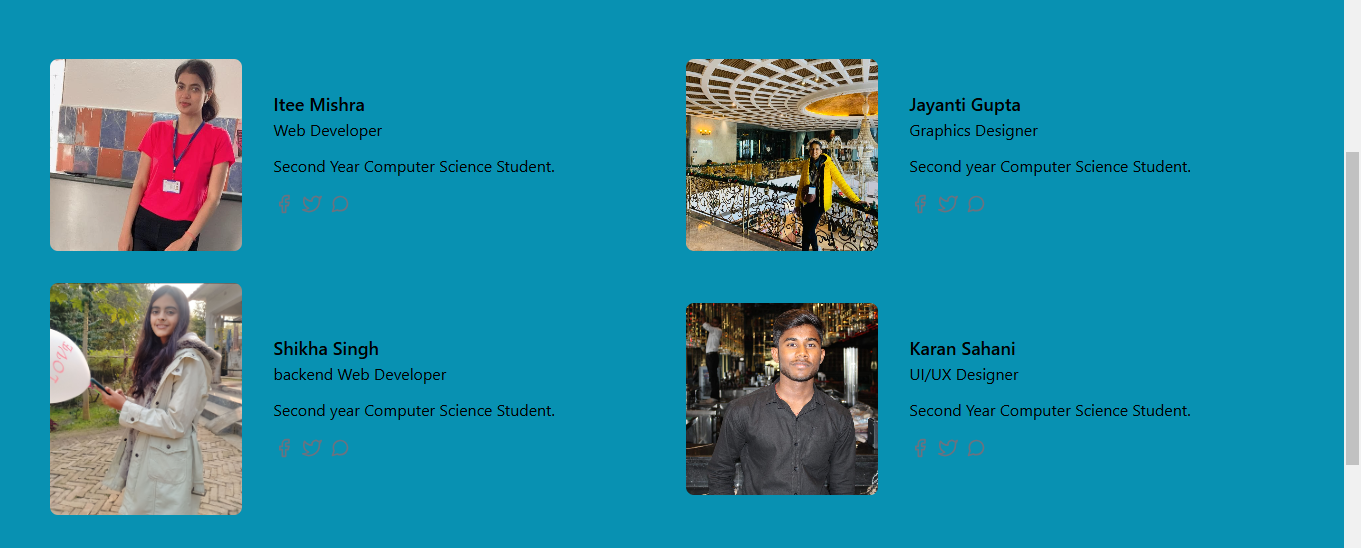 Itee Mishra
Web Developer
Second Year Computer Science Student.
Jayanti Gupta
Graphics Designer
Second year Computer Science Student.
LOVE
Shikha Singh
backend Web Developer
Second year Computer Science Student.
Karan Sahani
UI/UX Designer
Second Year Computer Science Student.